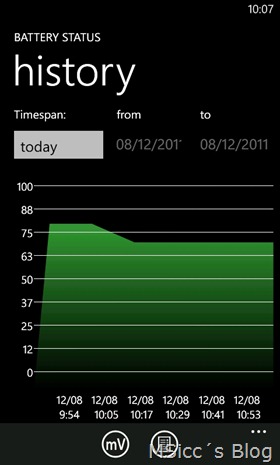 10:07
BATTERY STATUS
history
Timespan: from to
today 08/12/201 08/12/2011
100
88
75
63
50
37
25
12
0
12/08 12/08 12/08 12/08 12/08 12/08
9:54 10:05 10:17 10:29 10:41 10:53
mV
MSicc´s Blog